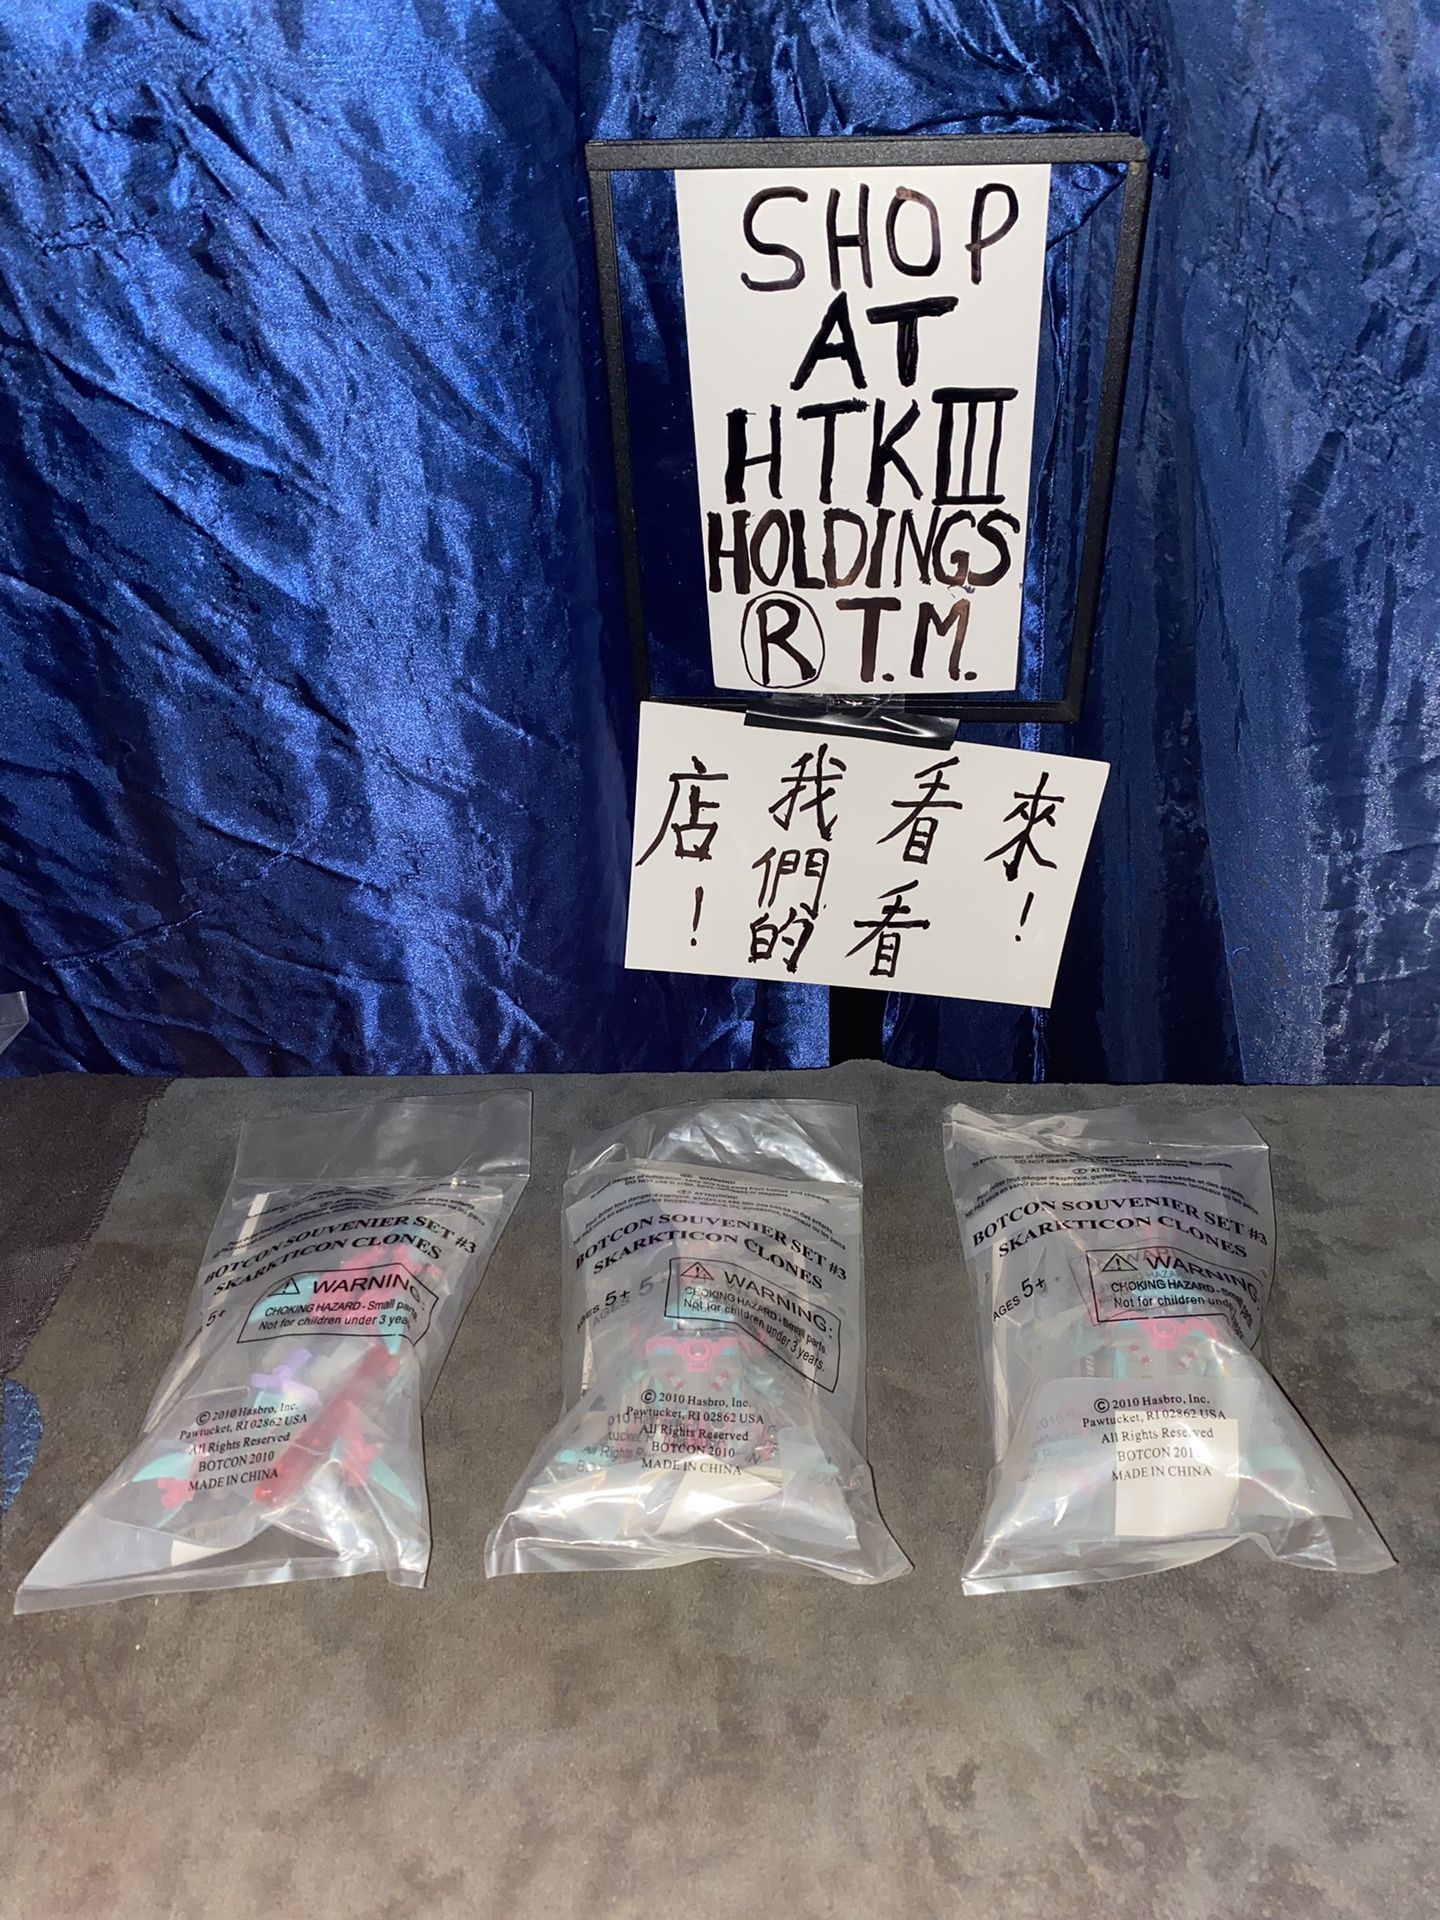 SHOP
AT
HTKIII
HOLDINGS
Ⓡ T.M.
來!
看看
我們的
店!
BOTCON SOUVENIER SET #3
SKARKTICON CLONES
5+
WARNING:
CHOKING HAZARD - Small parts.
Not for children under 3 years.
© 2010 Hasbro, Inc.
Pawtucket, RI 02862 USA
All Rights Reserved
BOTCON 2010
MADE IN CHINA
WARNING:
ATTENTION!
BOTCON SOUVENIER SET #3
SKARKTICON CLONES
AGES 5+
WARNING:
CHOKING HAZARD - Small parts.
Not for children under 3 years.
© 2010 Hasbro, Inc.
Pawtucket, RI 02862 USA
All Rights Reserved
BOTCON 2010
MADE IN CHINA
ATTENTION!
BOTCON SOUVENIER SET #3
SKARKTICON CLONES
AGES 5+
WARNING:
CHOKING HAZARD - Small parts.
Not for children under 3 years.
© 2010 Hasbro, Inc.
Pawtucket, RI 02862 USA
All Rights Reserved
BOTCON 2010
MADE IN CHINA